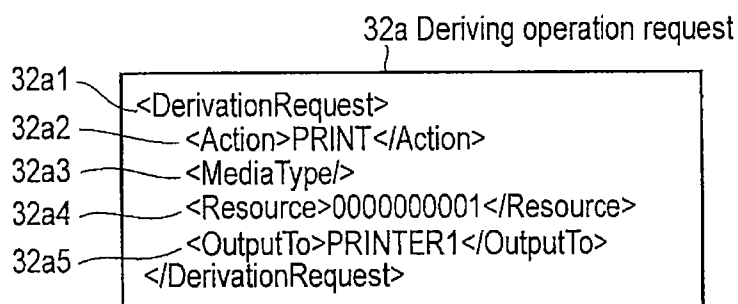 32a Deriving operation request
32a1 <DerivationRequest>
32a2 <Action>PRINT</Action>
32a3 <MediaType/>
32a4 <Resource>0000000001</Resource>
32a5 <OutputTo>PRINTER1</OutputTo>
</DerivationRequest>